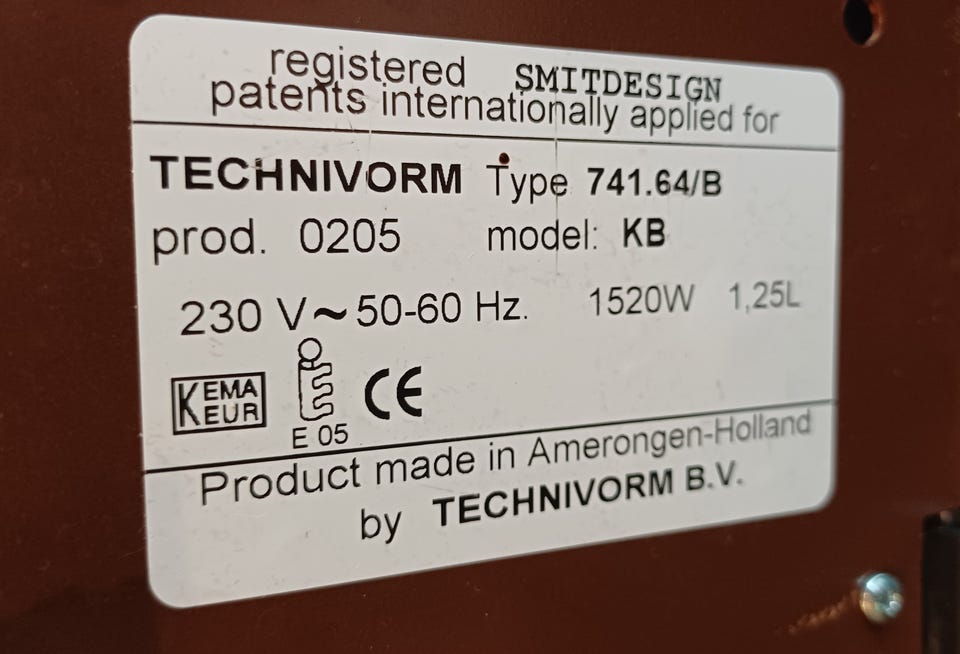 registered SMITDESIGN
patents internationally applied for
TECHNIVORM Type 741.64/B
prod. 0205 model: KB
230 V~50-60 Hz. 1520W 1,25L
KEMA KEUR
E 05
CE
Product made in Amerongen-Holland
by TECHNIVORM B.V.